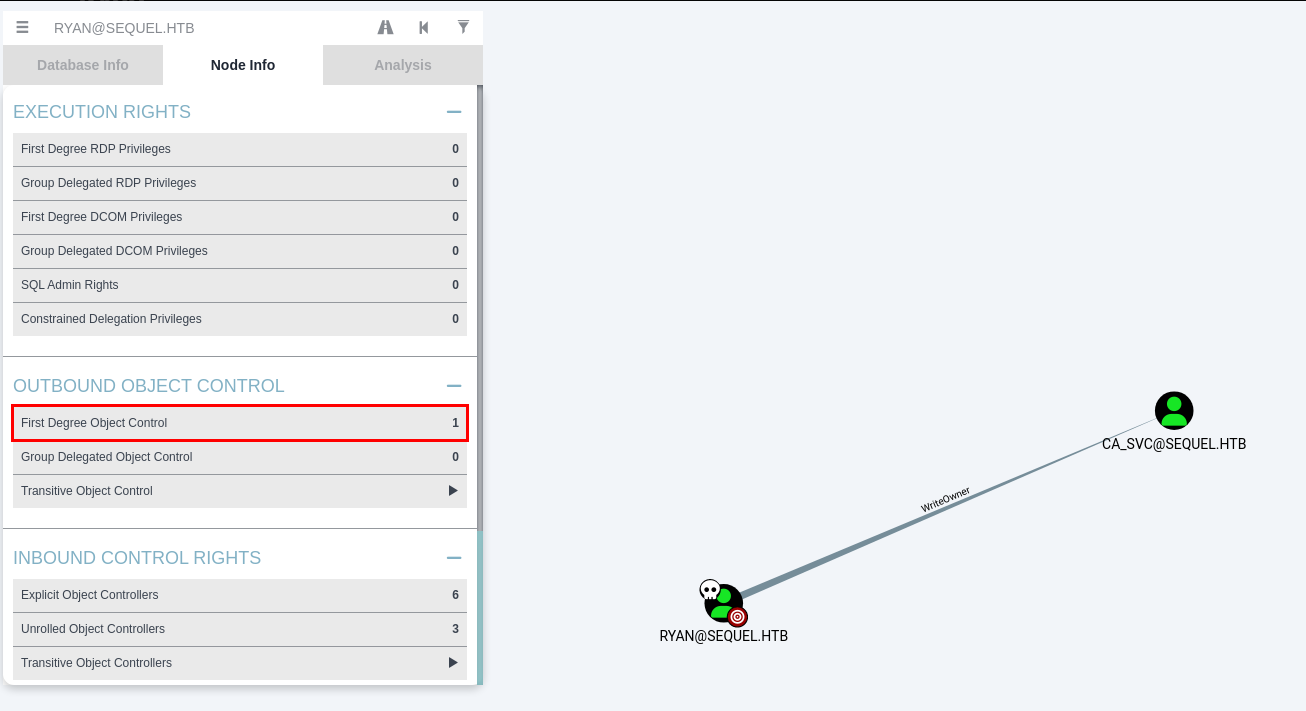 RYAN@SEQUEL.HTB
Database Info Node Info Analysis
EXECUTION RIGHTS
First Degree RDP Privileges 0
Group Delegated RDP Privileges 0
First Degree DCOM Privileges 0
Group Delegated DCOM Privileges 0
SQL Admin Rights 0
Constrained Delegation Privileges 0
OUTBOUND OBJECT CONTROL
First Degree Object Control 1
Group Delegated Object Control 0
Transitive Object Control
INBOUND CONTROL RIGHTS
Explicit Object Controllers 6
Unrolled Object Controllers 3
Transitive Object Controllers
CA_SVC@SEQUEL.HTB
WriteOwner
RYAN@SEQUEL.HTB